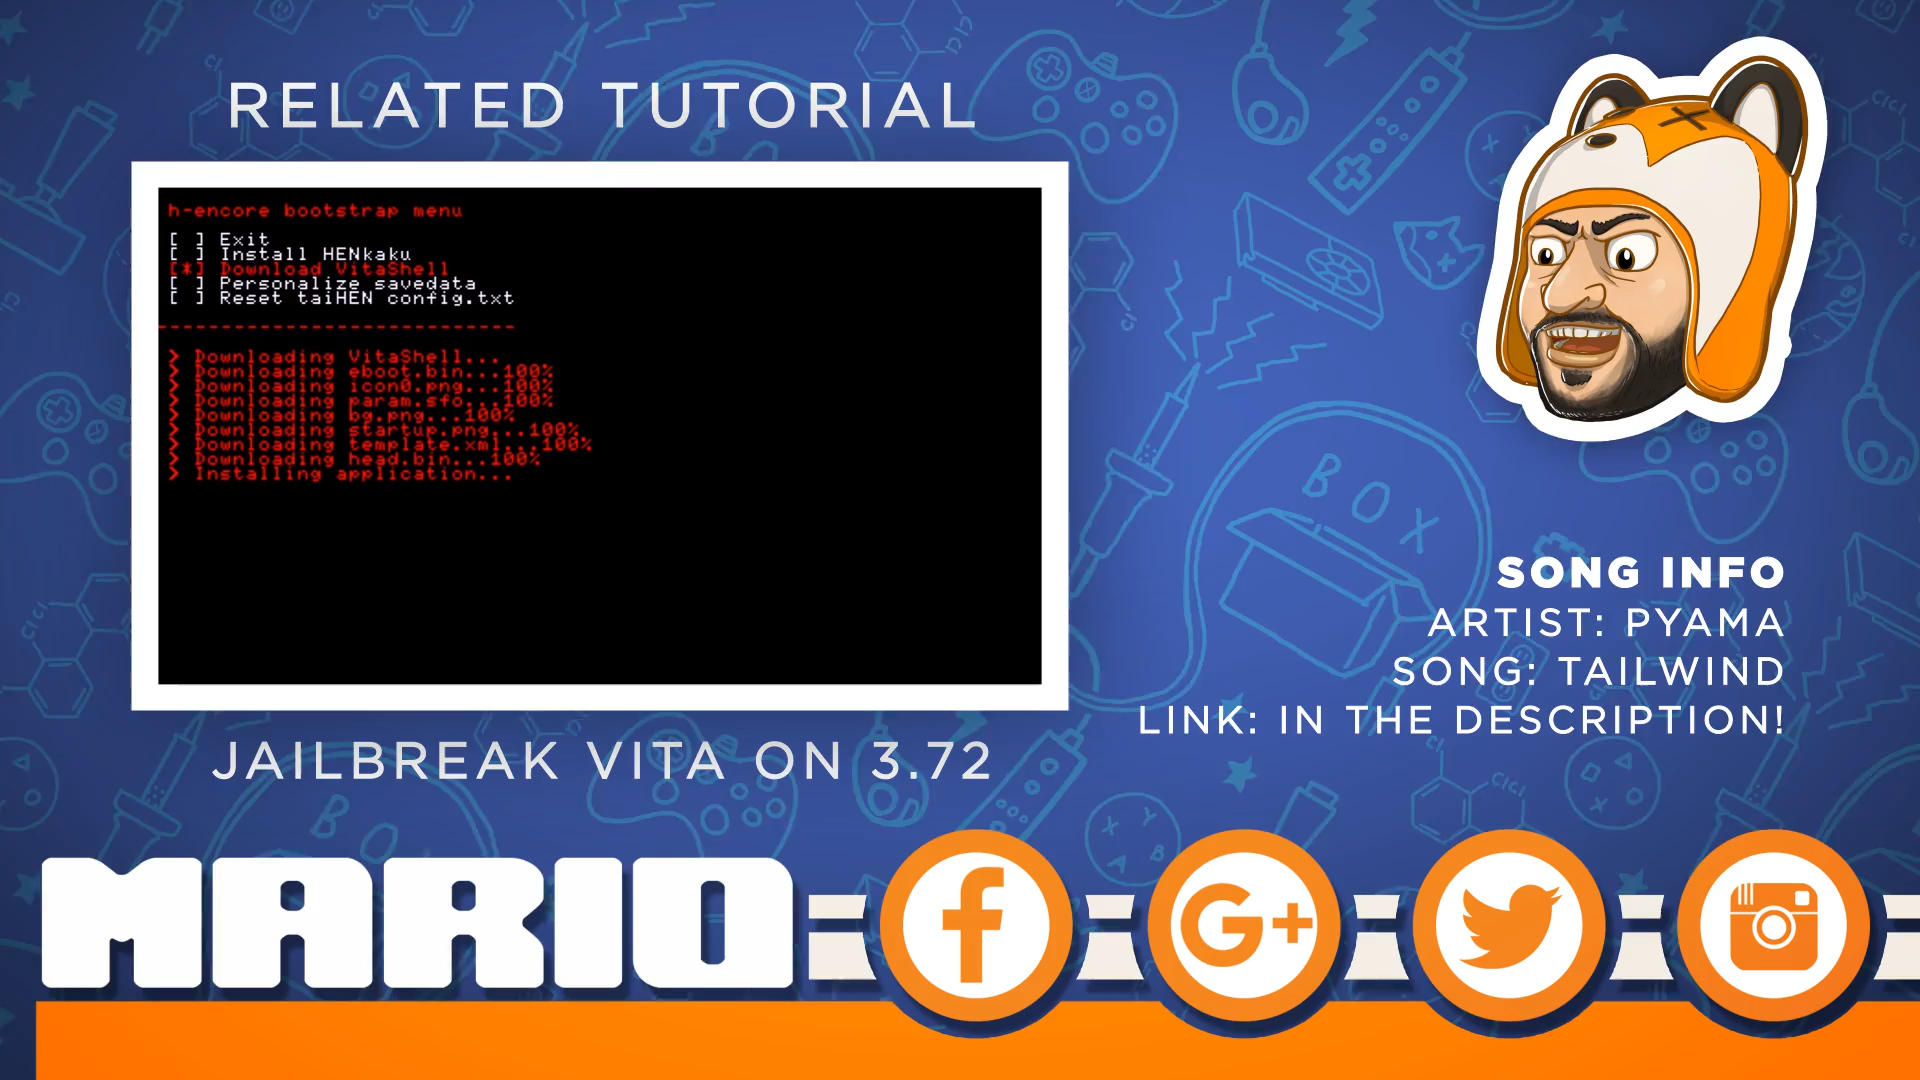 RELATED TUTORIAL
h-encore bootstrap menu
[ ] Exit
[ ] Install HENkaku
[*] Download VitaShell
[ ] Personalize savedata
[ ] Reset taiHEN config.txt
----------------------------
> Downloading VitaShell...
> Downloading eboot.bin...100%
> Downloading icon0.png...100%
> Downloading param.sfo...100%
> Downloading bg.png...100%
> Downloading startup.png...100%
> Downloading template.xml...100%
> Downloading head.bin...100%
> Installing application...
JAILBREAK VITA ON 3.72
SONG INFO
ARTIST: PYAMA
SONG: TAILWIND
LINK: IN THE DESCRIPTION!
BOX
MARIO
f
G+